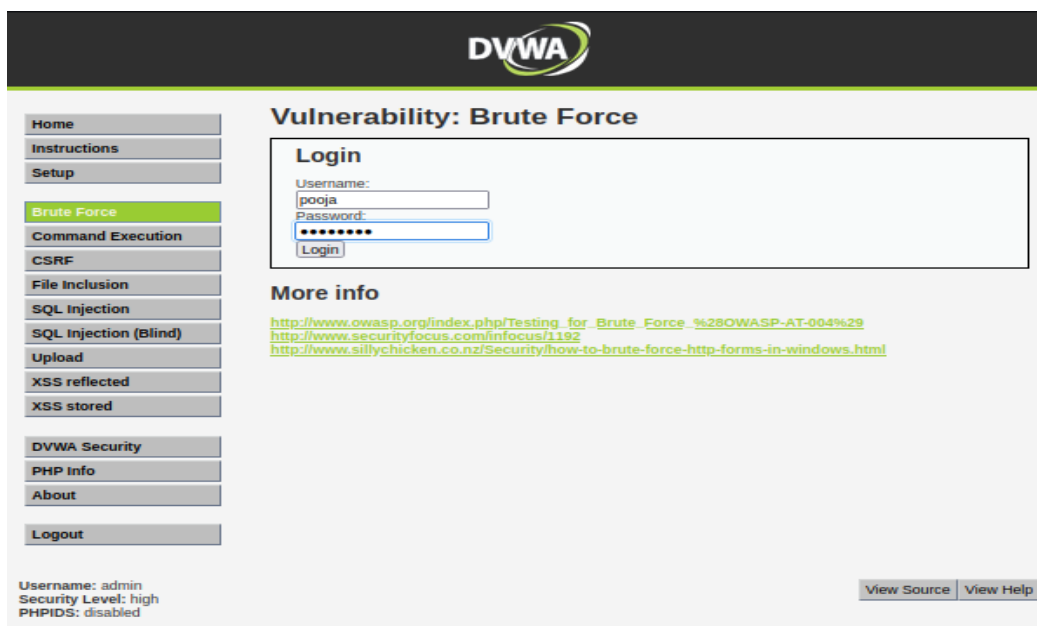 DVWA
Home
Instructions
Setup
Brute Force
Command Execution
CSRF
File Inclusion
SQL Injection
SQL Injection (Blind)
Upload
XSS reflected
XSS stored
DVWA Security
PHP Info
About
Logout
Vulnerability: Brute Force
Login
Username:
pooja
Password:
••••••••
Login
More info
http://www.owasp.org/index.php/Testing_for_Brute_Force_%28OWASP-AT-004%29
http://www.securityfocus.com/infocus/1192
http://www.sillychicken.co.nz/Security/how-to-brute-force-http-forms-in-windows.html
Username: admin
Security Level: high
PHPIDS: disabled
View Source View Help